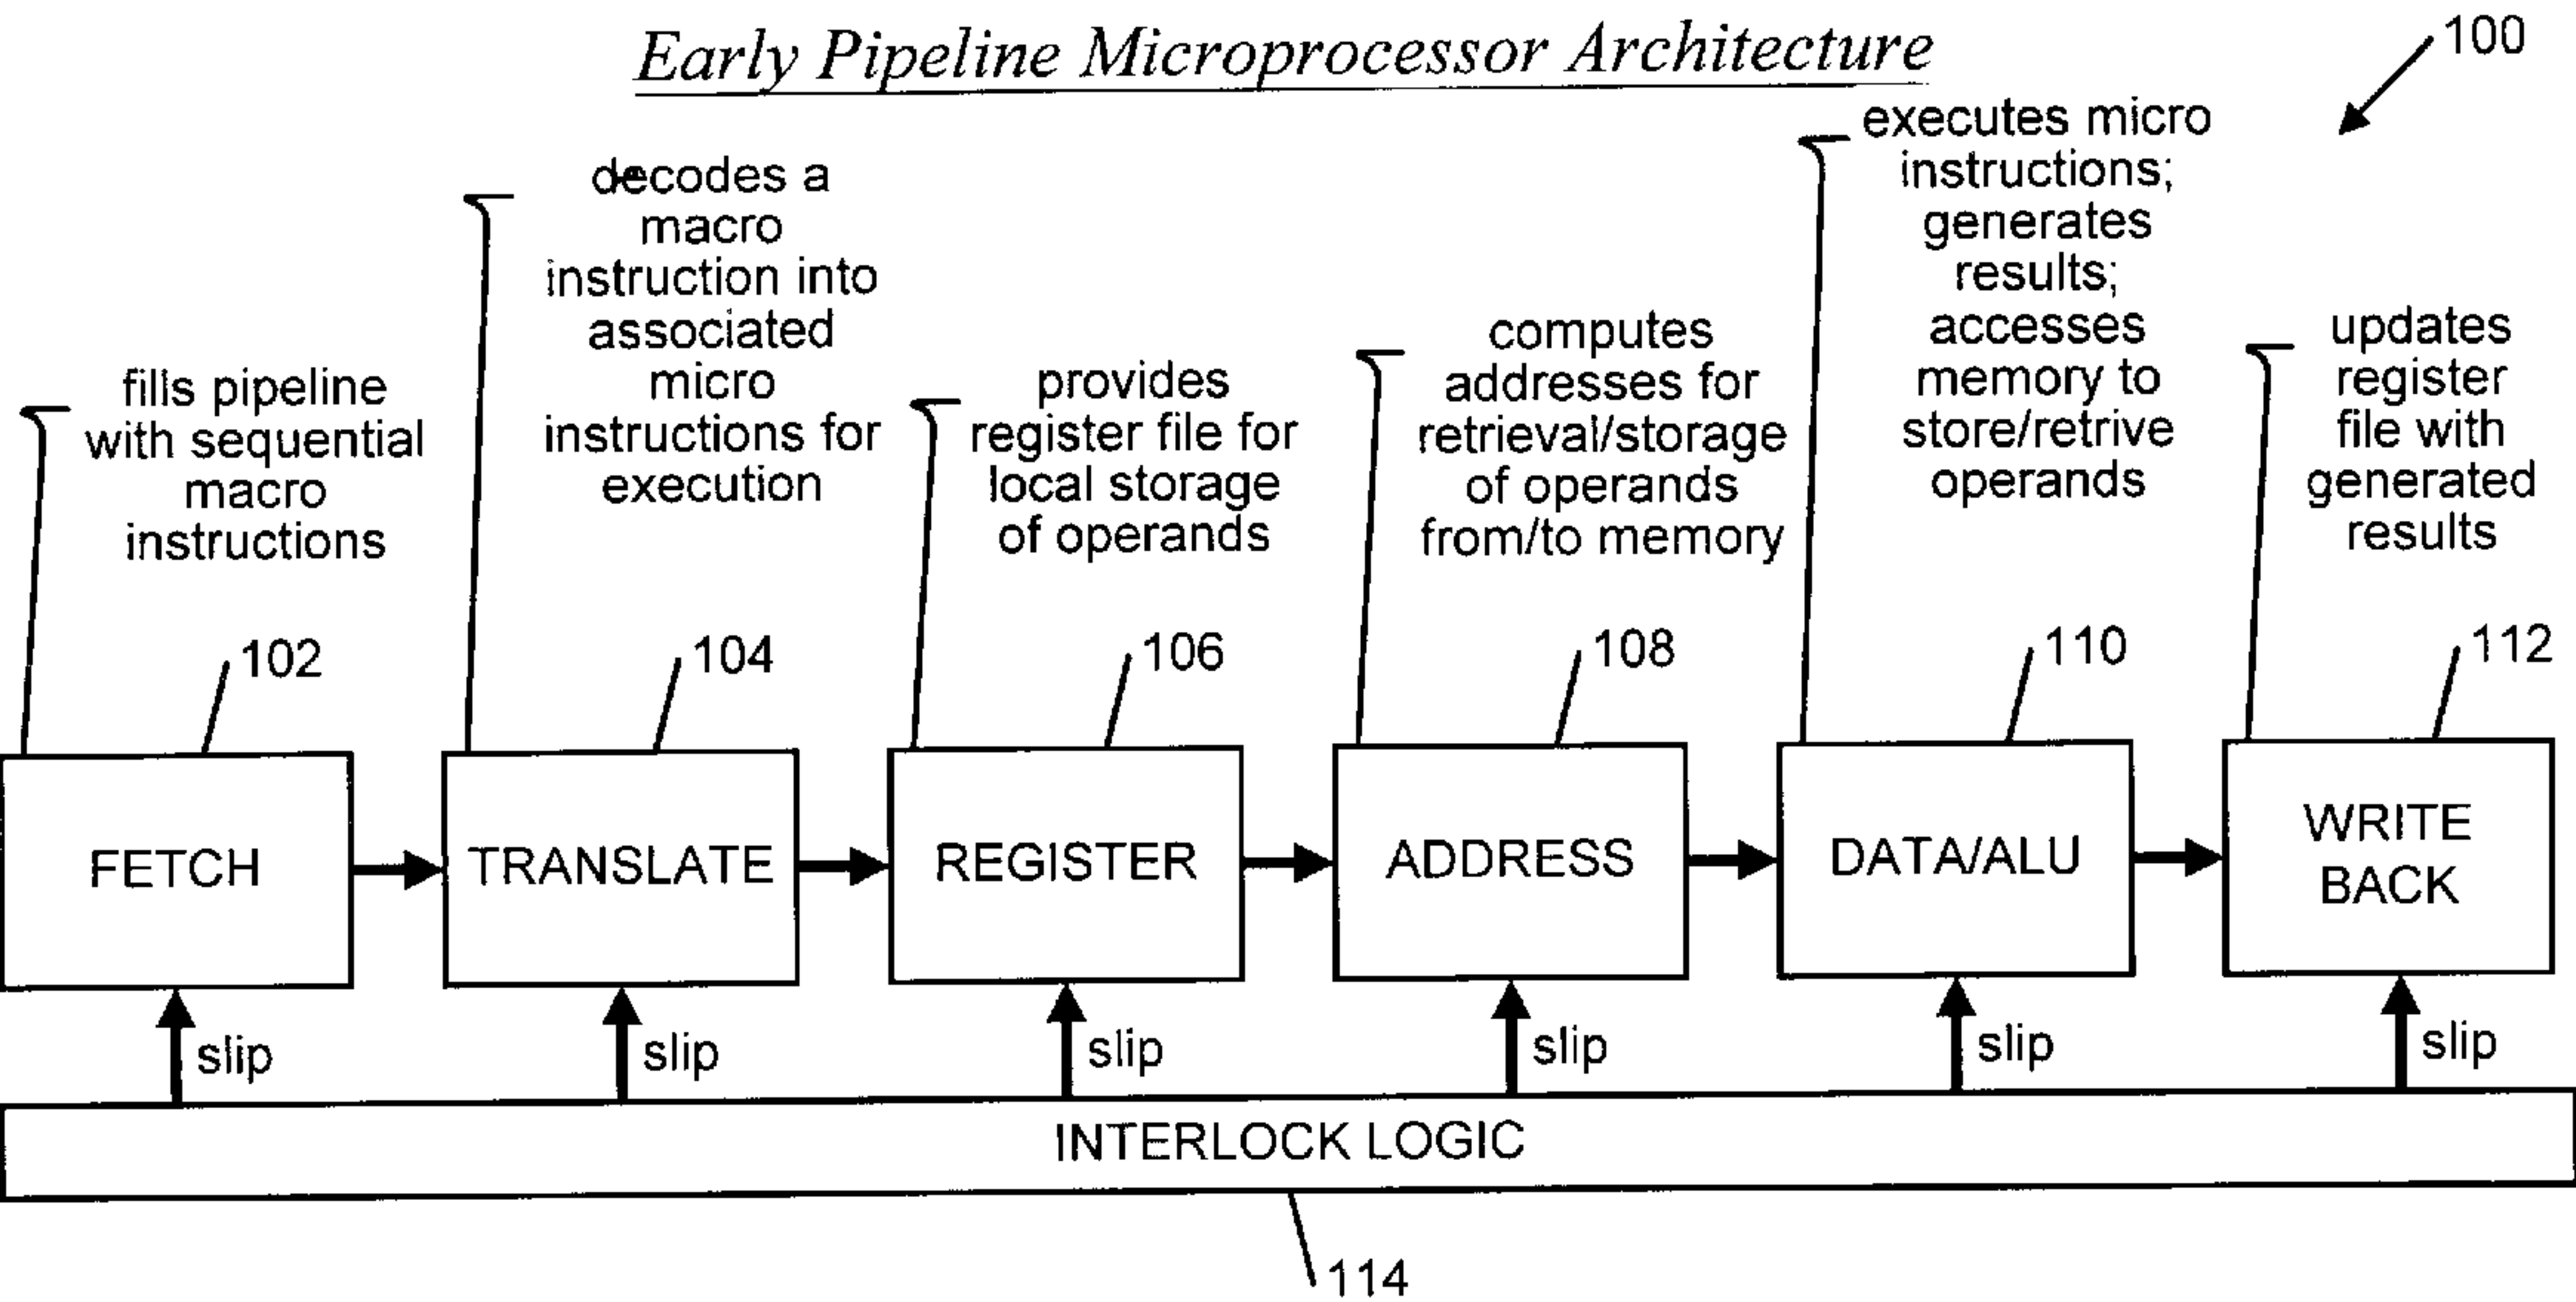 Early Pipeline Microprocessor Architecture
100
fills pipeline
with sequential
macro
instructions
decodes a
macro
instruction into
associated
micro
instructions for
execution
provides
register file for
local storage
of operands
computes
addresses for
retrieval/storage
of operands
from/to memory
executes micro
instructions;
generates
results;
accesses
memory to
store/retrive
operands
updates
register
file with
generated
results
102
104
106
108
110
112
FETCH
TRANSLATE
REGISTER
ADDRESS
DATA/ALU
WRITE
BACK
slip
slip
slip
slip
slip
slip
INTERLOCK LOGIC
114